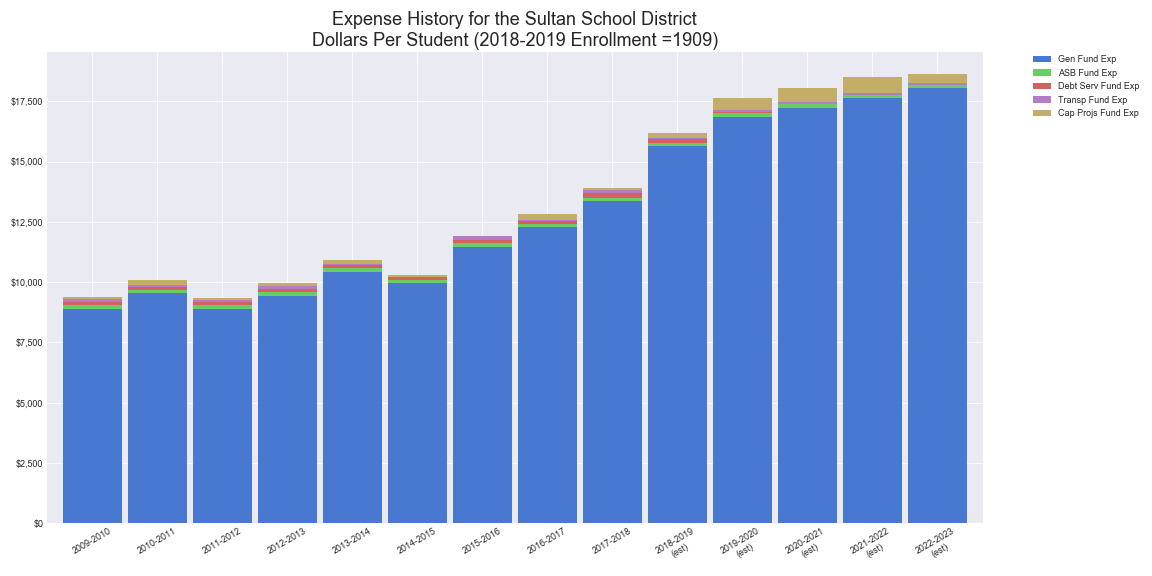 Expense History for the Sultan School District
Dollars Per Student (2018-2019 Enrollment =1909)
Gen Fund Exp
ASB Fund Exp
Debt Serv Fund Exp
Transp Fund Exp
Cap Projs Fund Exp
$17,500
$15,000
$12,500
$10,000
$7,500
$5,000
$2,500
$0
2009-2010
2010-2011
2011-2012
2012-2013
2013-2014
2014-2015
2015-2016
2016-2017
2017-2018
2018-2019
(est)
2019-2020
(est)
2020-2021
(est)
2021-2022
(est)
2022-2023
(est)